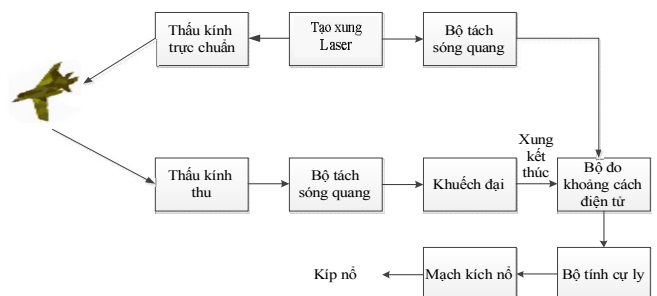 Thấu kính
trực chuẩn
Tạo xung
Laser
Bộ tách
sóng quang
Thấu kính
thu
Bộ tách
sóng quang
Khuếch đại
Xung
kết
thúc
Bộ đo
khoảng cách
điện tử
Kíp nổ
Mạch kích nổ
Bộ tính cự ly